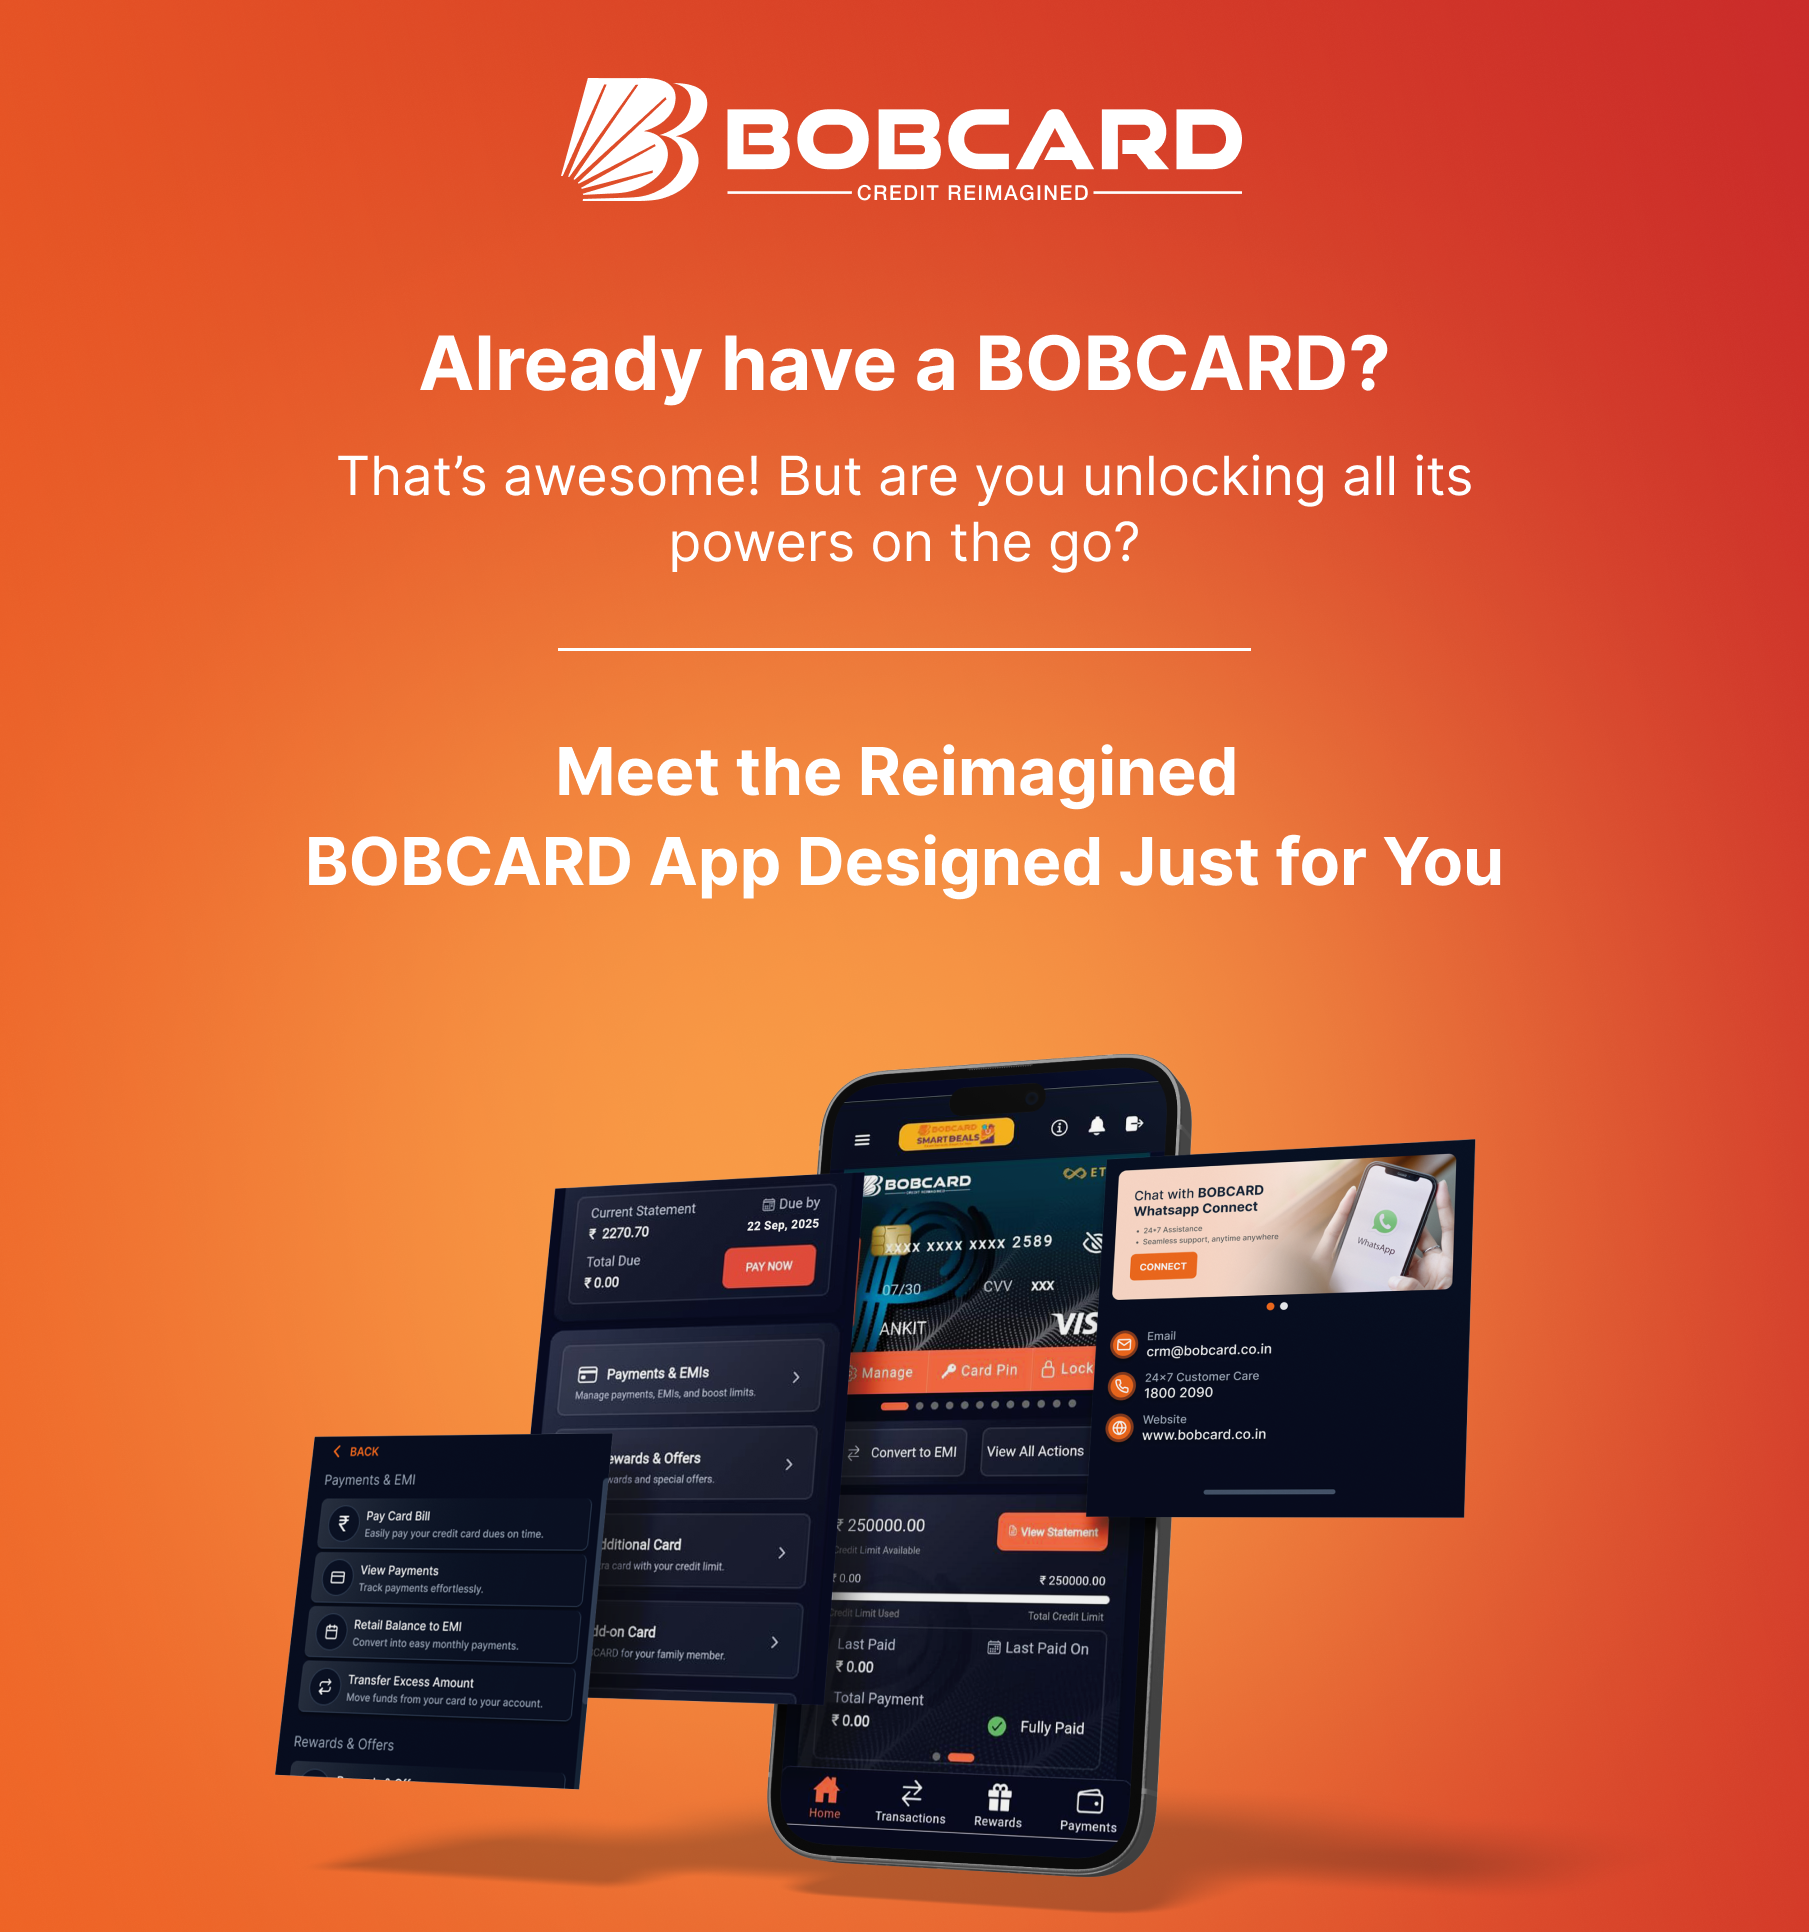 BOBCARD
CREDIT REIMAGINED
Already have a BOBCARD?
That’s awesome! But are you unlocking all its
powers on the go?
Meet the Reimagined
BOBCARD App Designed Just for You
BOBCARD
SMARTBEALS
BOBCARD
CREDIT REIMAGINED
ET
XXXX XXXX XXXX 2589
07/30
CVV XXX
ANKIT
VIS
Manage
Card Pin
Lock
Convert to EMI
View All Actions
₹ 250000.00
Credit Limit Available
View Statement
₹ 0.00
₹ 250000.00
Credit Limit Used
Total Credit Limit
Last Paid
₹ 0.00
Last Paid On
Total Payment
₹ 0.00
Fully Paid
Home
Transactions
Rewards
Payments
Current Statement
₹ 2270.70
Due by
22 Sep, 2025
Total Due
₹ 0.00
PAY NOW
Payments & EMIs
Manage payments, EMIs, and boost limits.
ewards & Offers
wards and special offers.
dditional Card
ra card with your credit limit.
dd-on Card
CARD for your family member.
BACK
Payments & EMI
Pay Card Bill
Easily pay your credit card dues on time.
View Payments
Track payments effortlessly.
Retail Balance to EMI
Convert into easy monthly payments.
Transfer Excess Amount
Move funds from your card to your account.
Rewards & Offers
Chat with BOBCARD
Whatsapp Connect
• 24*7 Assistance
• Seamless support, anytime anywhere
CONNECT
WhatsApp
Email
crm@bobcard.co.in
24x7 Customer Care
1800 2090
Website
www.bobcard.co.in